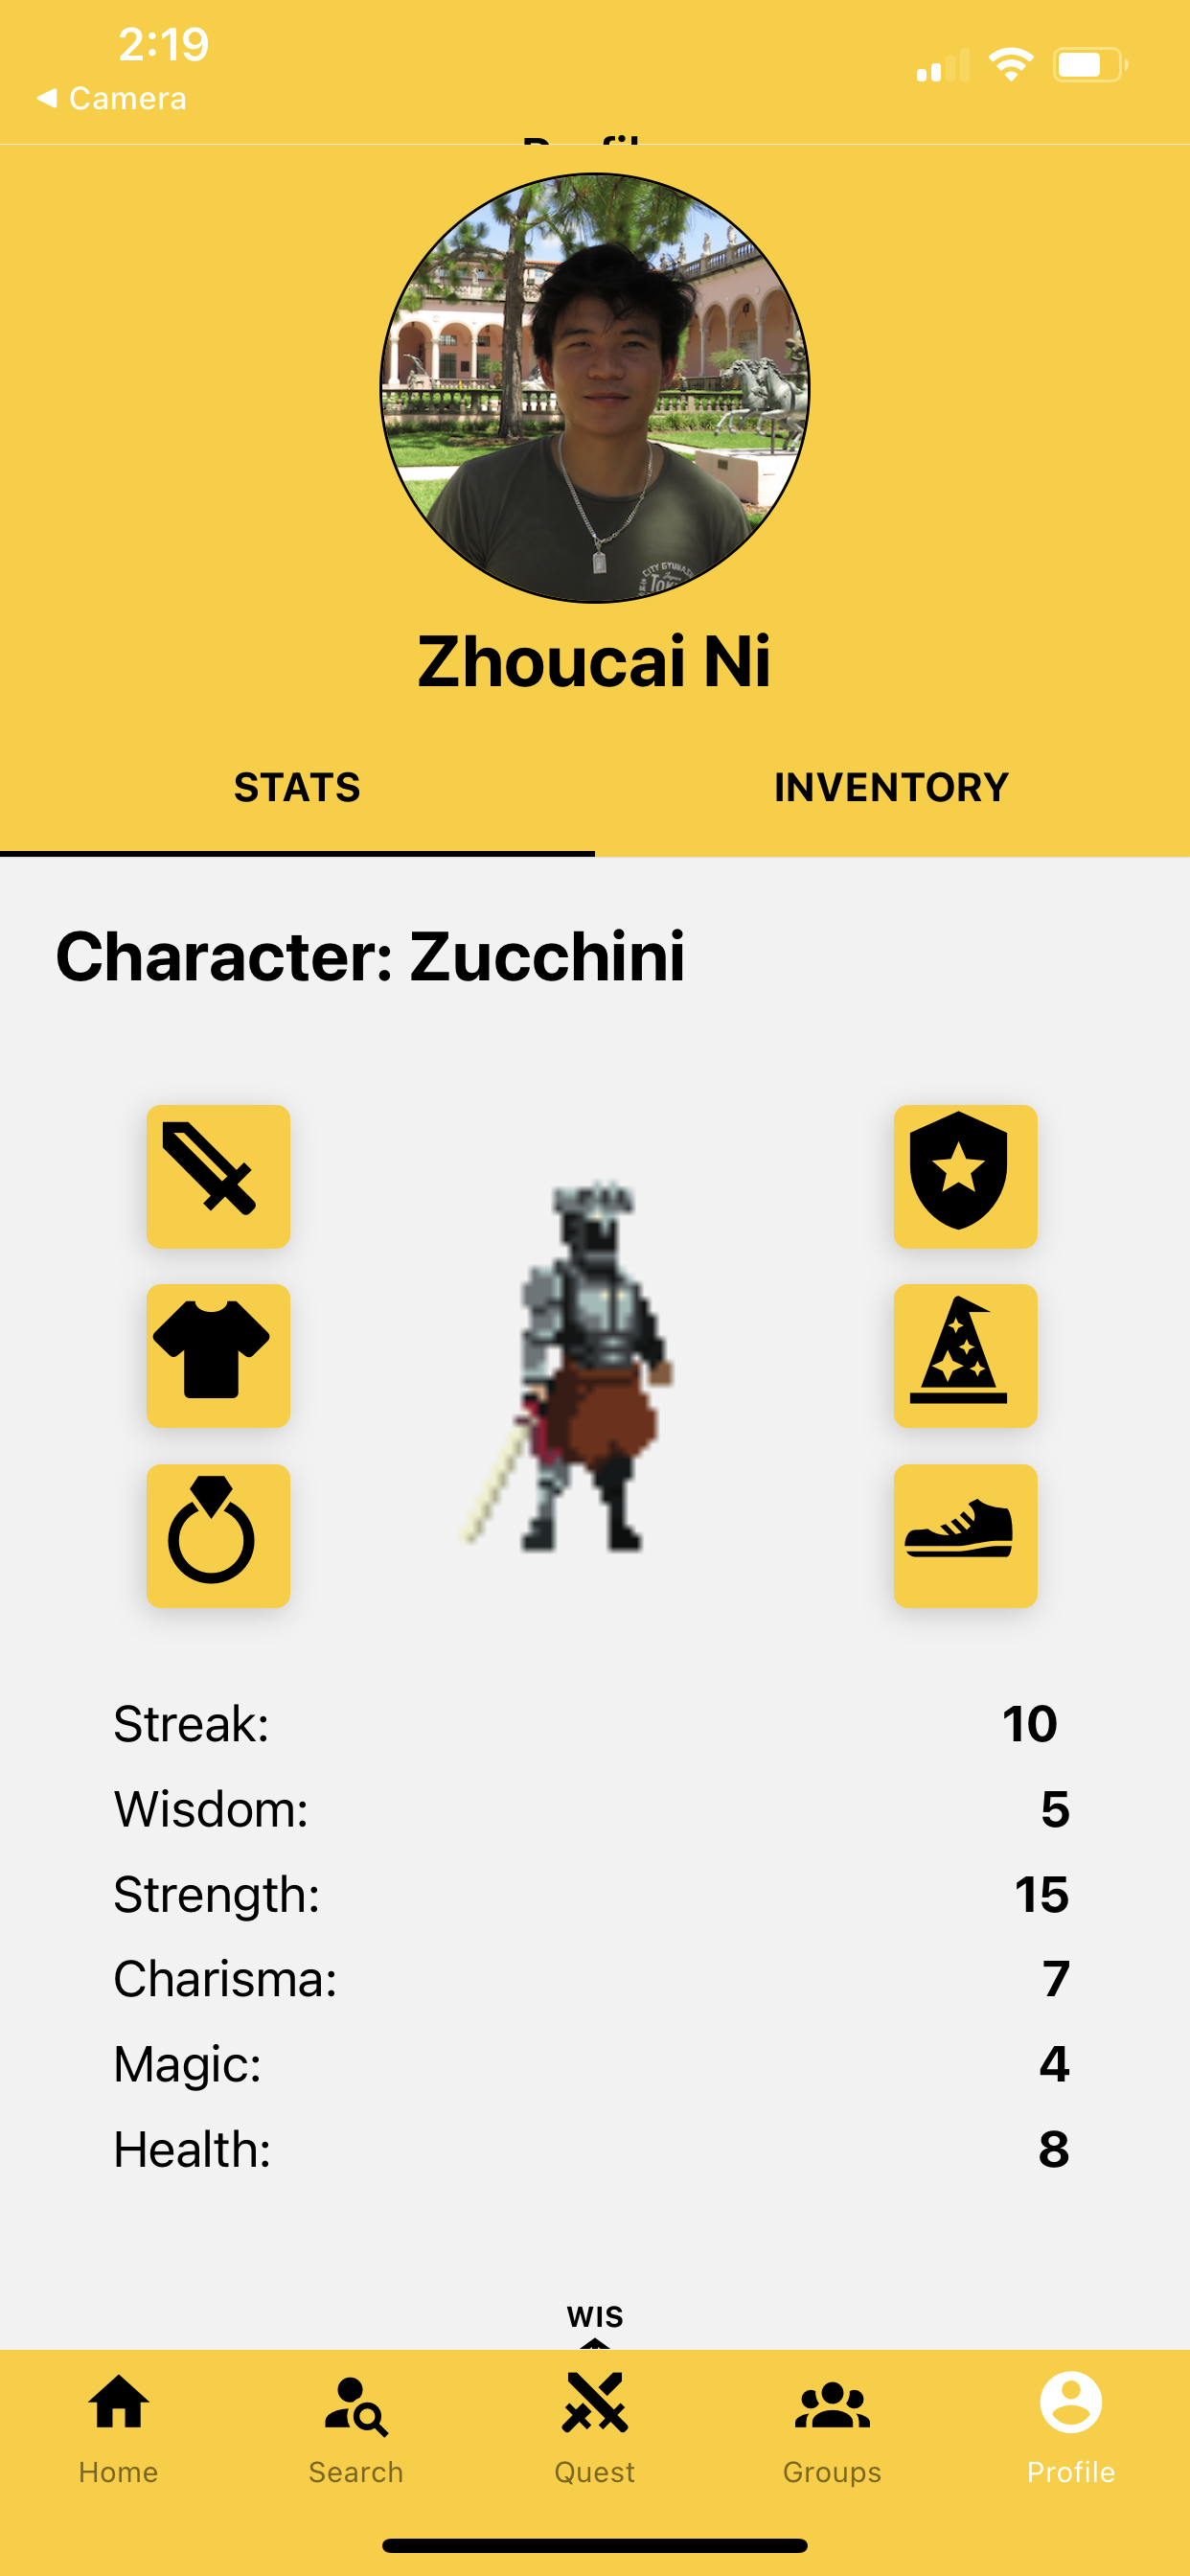 2:19
◀ Camera
Zhoucai Ni
STATS
INVENTORY
Character: Zucchini
Streak: 10
Wisdom: 5
Strength: 15
Charisma: 7
Magic: 4
Health: 8
WIS
Home
Search
Quest
Groups
Profile